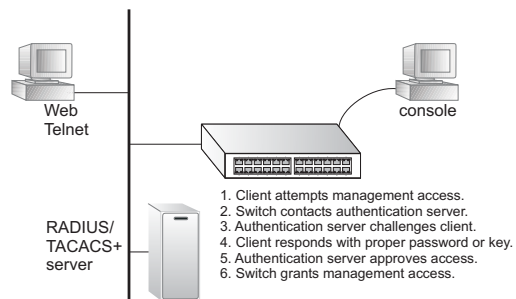 Web
Telnet
console
RADIUS/
TACACS+
server
1. Client attempts management access.
2. Switch contacts authentication server.
3. Authentication server challenges client.
4. Client responds with proper password or key.
5. Authentication server approves access.
6. Switch grants management access.